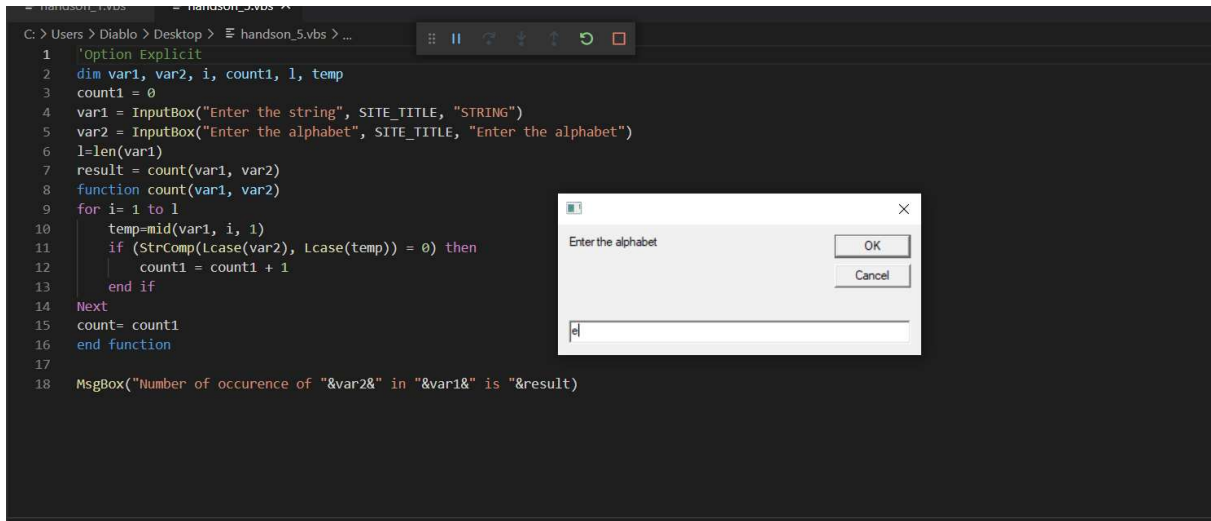 handson_1.vbs handson_5.vbs
C: > Users > Diablo > Desktop > handson_5.vbs > ...
1 'Option Explicit
2 dim var1, var2, i, count1, l, temp
3 count1 = 0
4 var1 = InputBox("Enter the string", SITE_TITLE, "STRING")
5 var2 = InputBox("Enter the alphabet", SITE_TITLE, "Enter the alphabet")
6 l=len(var1)
7 result = count(var1, var2)
8 function count(var1, var2)
9 for i= 1 to l
10 temp=mid(var1, i, 1)
11 if (StrComp(Lcase(var2), Lcase(temp)) = 0) then
12 count1 = count1 + 1
13 end if
14 Next
15 count= count1
16 end function
17
18 MsgBox("Number of occurence of "&var2&" in "&var1&" is "&result)
Enter the alphabet
OK
Cancel
e